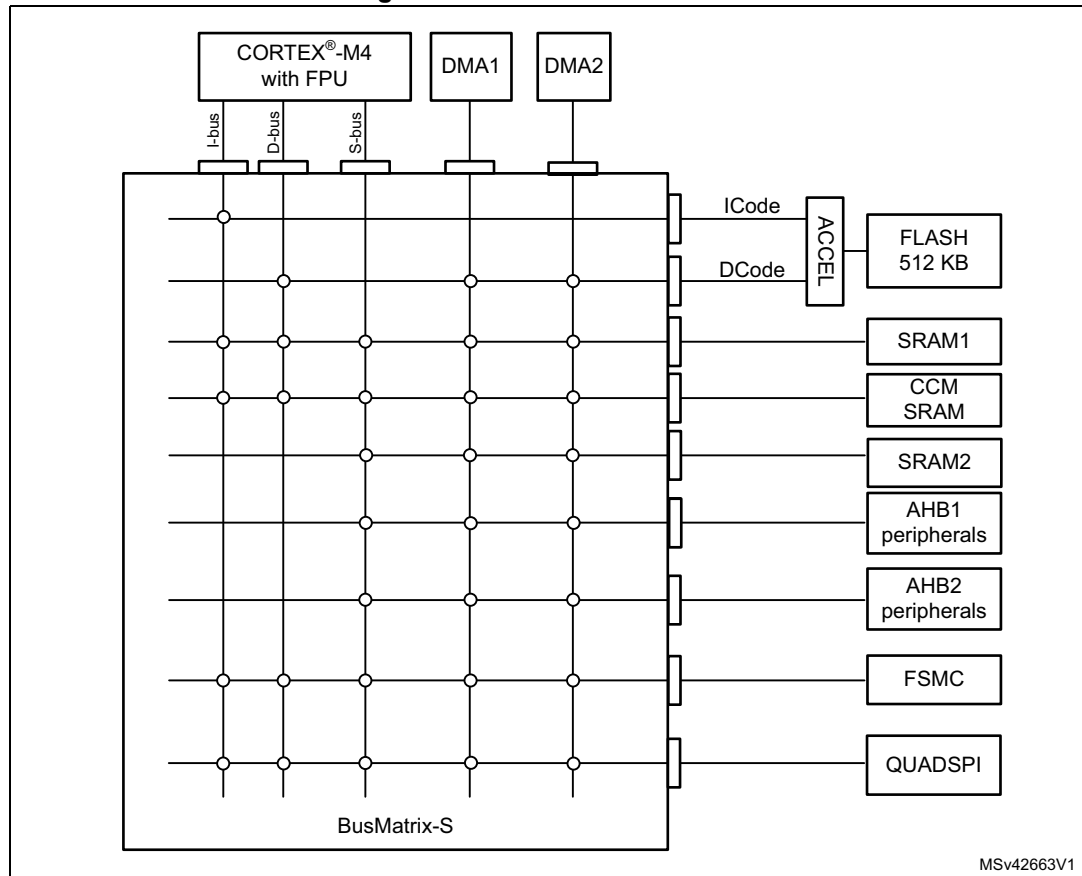 CORTEX®-M4
with FPU
DMA1
DMA2
I-bus
D-bus
S-bus
ICode
ACCEL
FLASH
512 KB
DCode
SRAM1
CCM
SRAM
SRAM2
AHB1
peripherals
AHB2
peripherals
FSMC
QUADSPI
BusMatrix-S
MSv42663V1